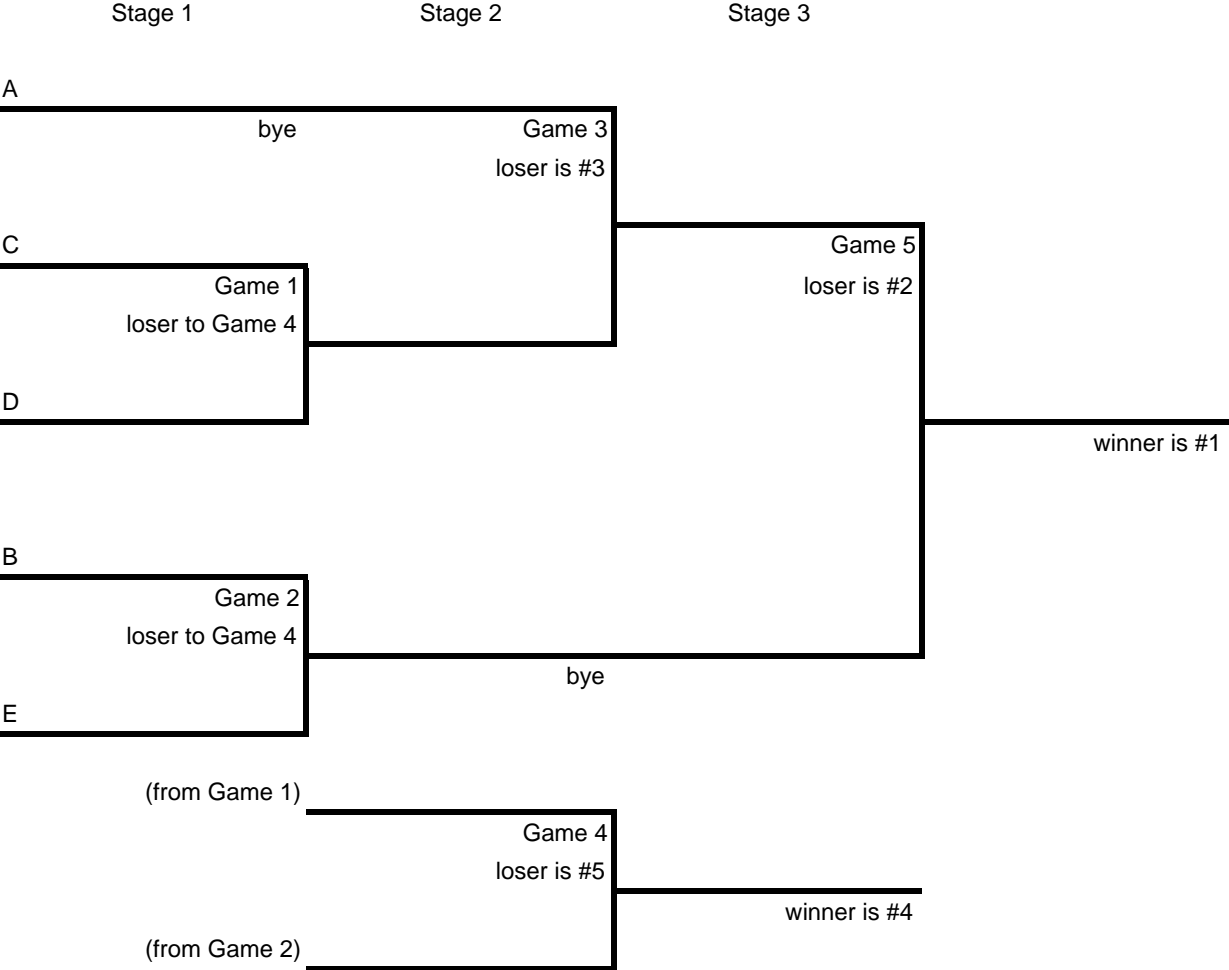 Stage 1 Stage 2 Stage 3
A
bye
Game 3
loser is #3
C
Game 1
loser to Game 4
D
Game 5
loser is #2
winner is #1
B
Game 2
loser to Game 4
bye
E
(from Game 1)
Game 4
loser is #5
winner is #4
(from Game 2)